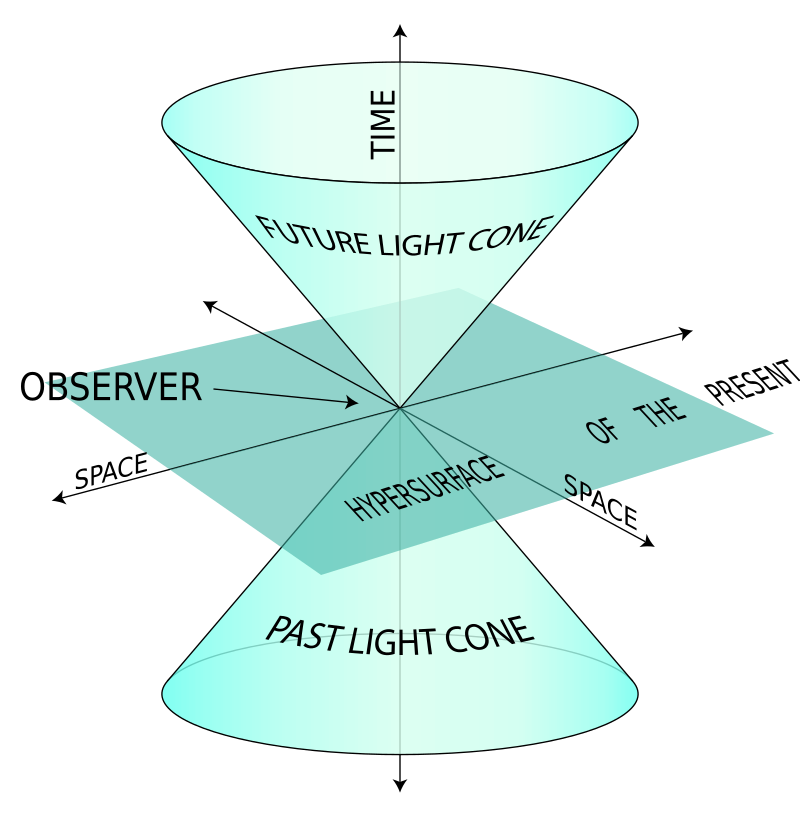 TIME
FUTURE LIGHT CONE
OBSERVER
SPACE
HYPERSURFACE OF THE PRESENT
SPACE
PAST LIGHT CONE